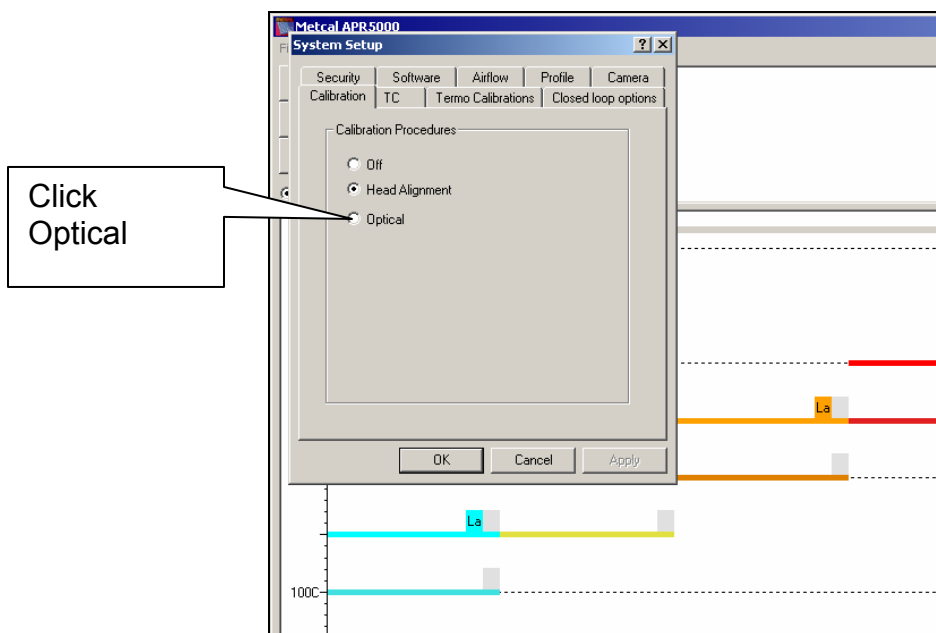 Metcal APR5000
System Setup
Security Software Airflow Profile Camera
Calibration TC Termo Calibrations Closed loop options
Calibration Procedures
Off
Head Alignment
Optical
Click
Optical
OK Cancel Apply
La
La
100C